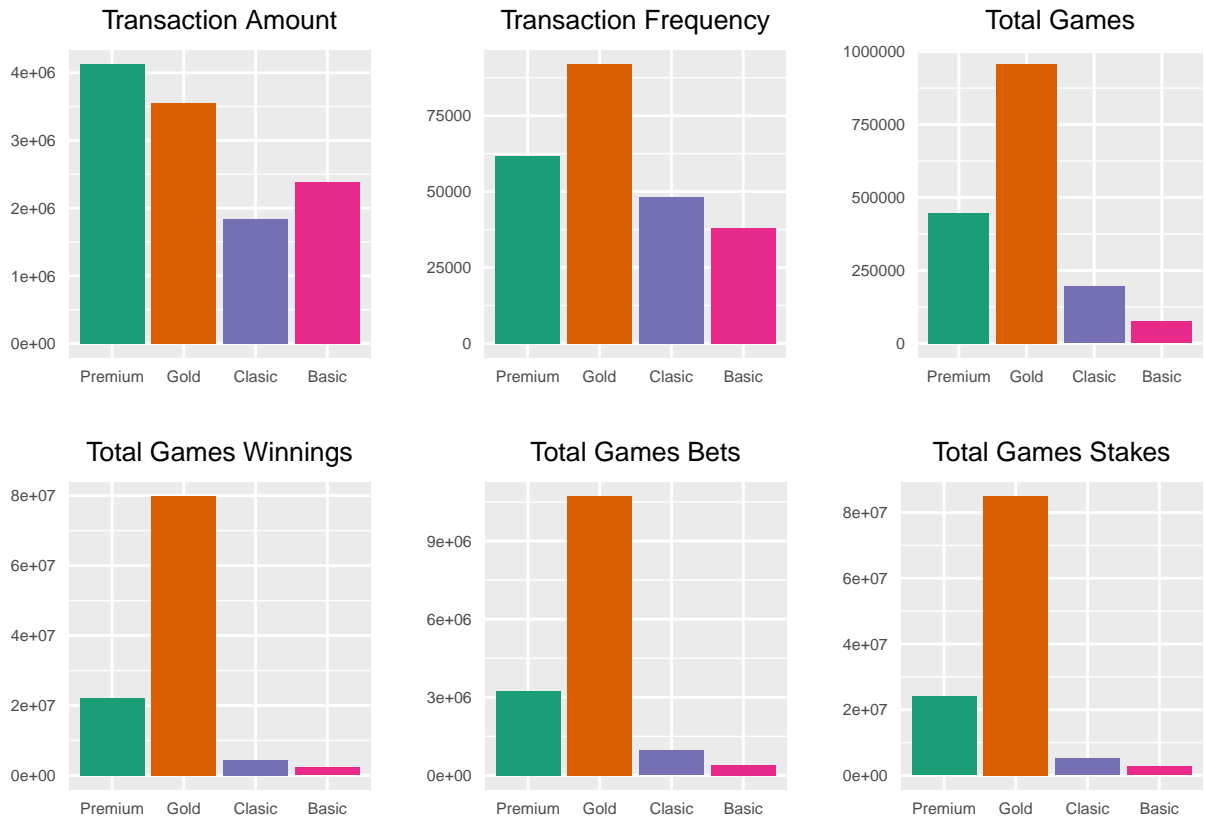 Transaction Amount
4e+06
3e+06
2e+06
1e+06
0e+00
Premium Gold Clasic Basic
Transaction Frequency
75000
50000
25000
0
Premium Gold Clasic Basic
Total Games
1000000
750000
500000
250000
0
Premium Gold Clasic Basic
Total Games Winnings
8e+07
6e+07
4e+07
2e+07
0e+00
Premium Gold Clasic Basic
Total Games Bets
9e+06
6e+06
3e+06
0e+00
Premium Gold Clasic Basic
Total Games Stakes
8e+07
6e+07
4e+07
2e+07
0e+00
Premium Gold Clasic Basic